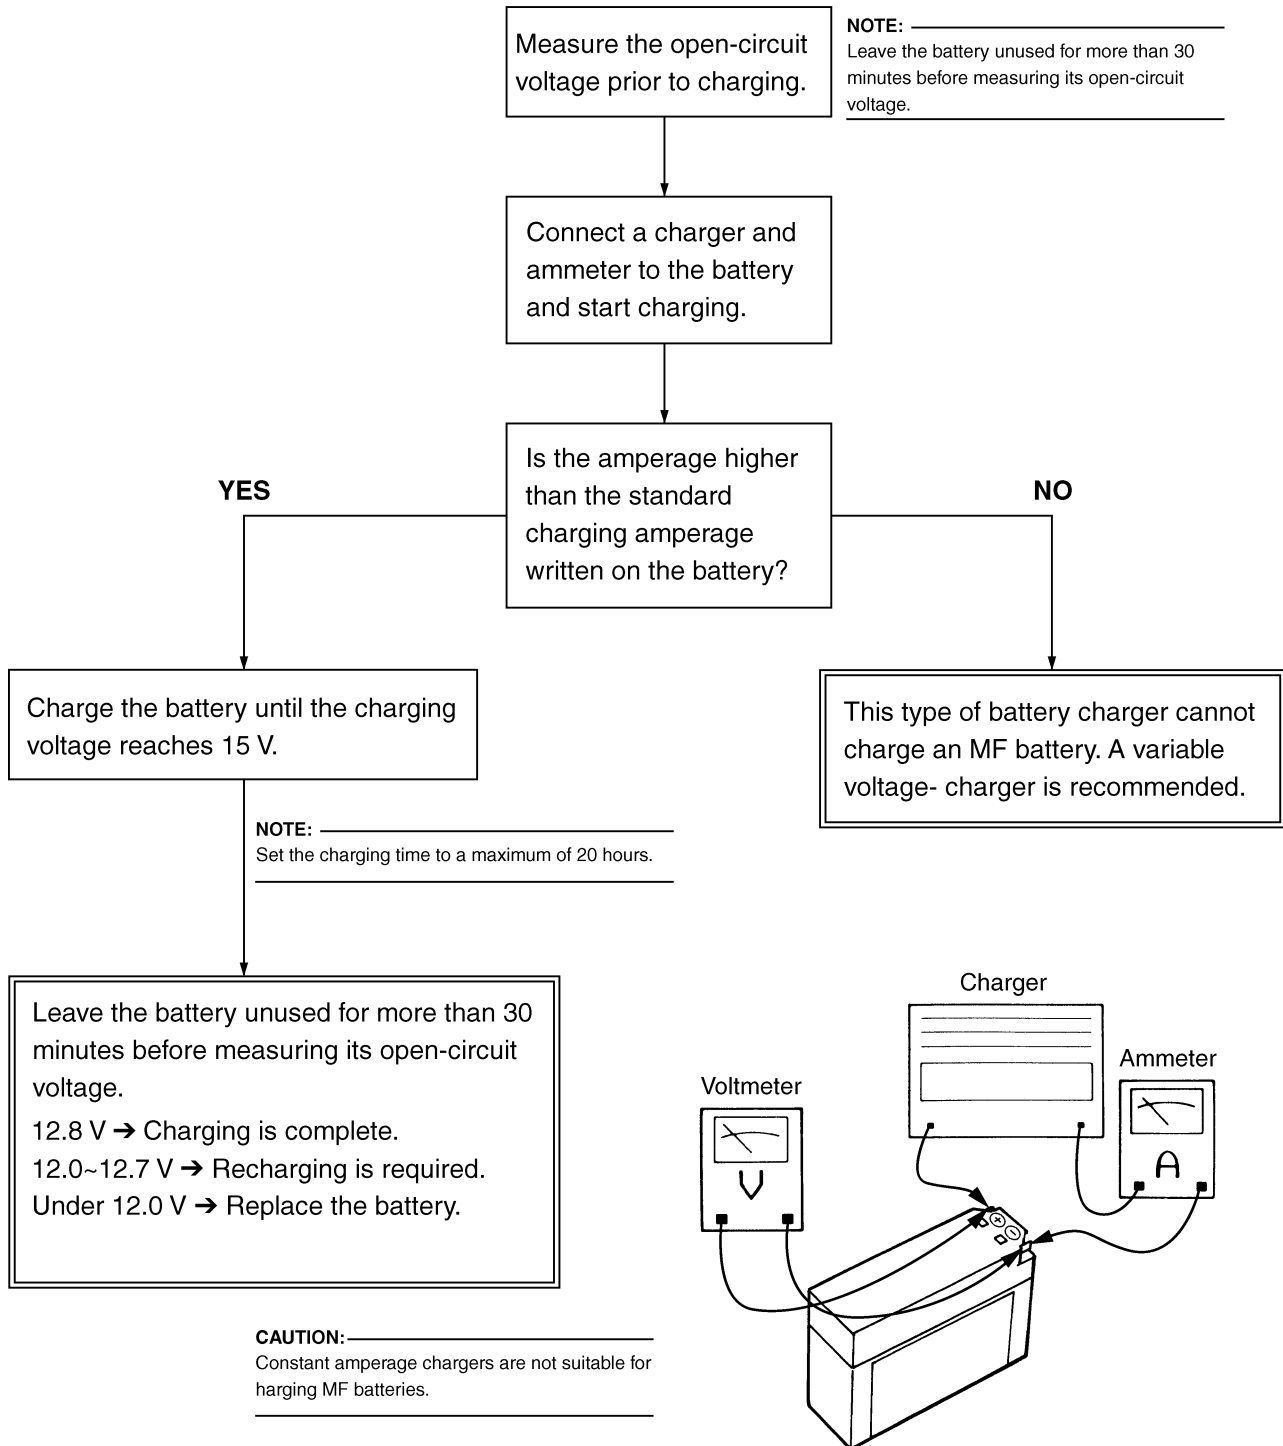 Measure the open-circuit
voltage prior to charging.
NOTE:
Leave the battery unused for more than 30
minutes before measuring its open-circuit
voltage.
Connect a charger and
ammeter to the battery
and start charging.
Is the amperage higher
than the standard
charging amperage
written on the battery?
YES
NO
Charge the battery until the charging
voltage reaches 15 V.
This type of battery charger cannot
charge an MF battery. A variable
voltage- charger is recommended.
NOTE:
Set the charging time to a maximum of 20 hours.
Leave the battery unused for more than 30
minutes before measuring its open-circuit
voltage.
12.8 V ➔ Charging is complete.
12.0~12.7 V ➔ Recharging is required.
Under 12.0 V ➔ Replace the battery.
Charger
Ammeter
Voltmeter
A
V
+
−
CAUTION:
Constant amperage chargers are not suitable for
harging MF batteries.